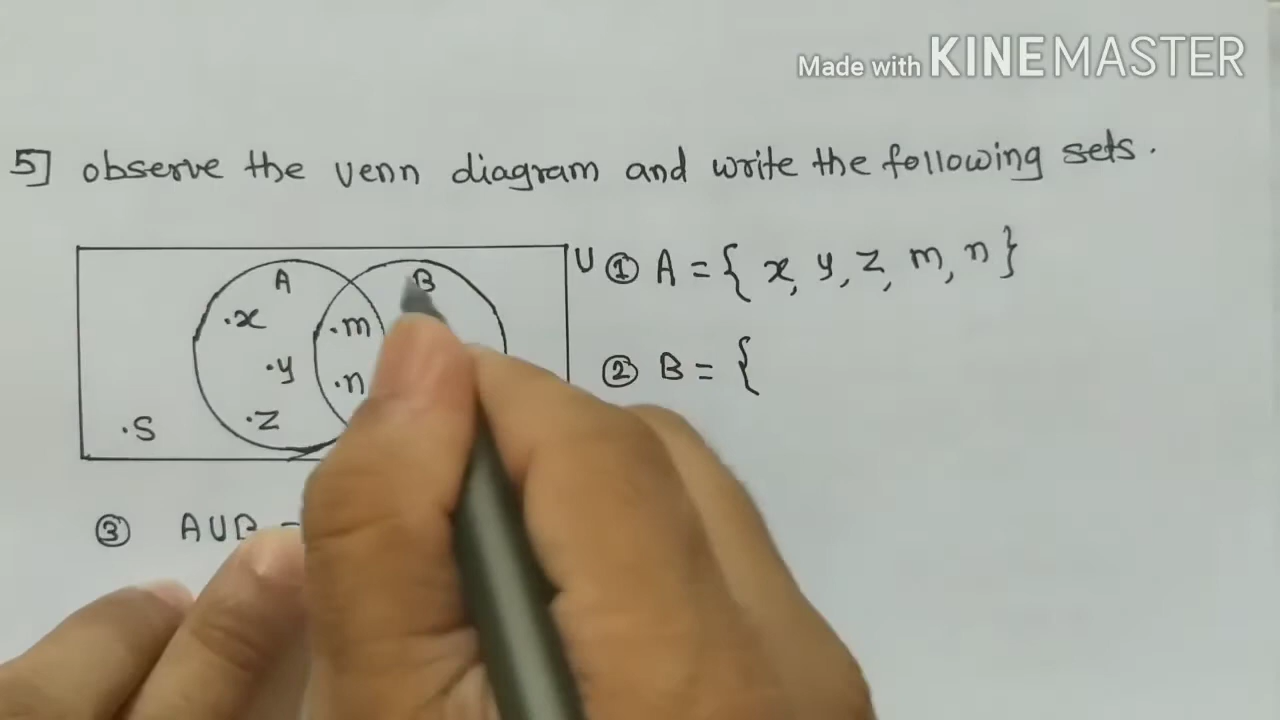 Made with KINEMASTER
5] observe the venn diagram and write the following sets.
U
① A = { x, y, z, m, n }
A
B
.x
.m
② B = {
.y
.n
.z
.s
③ A∪B =